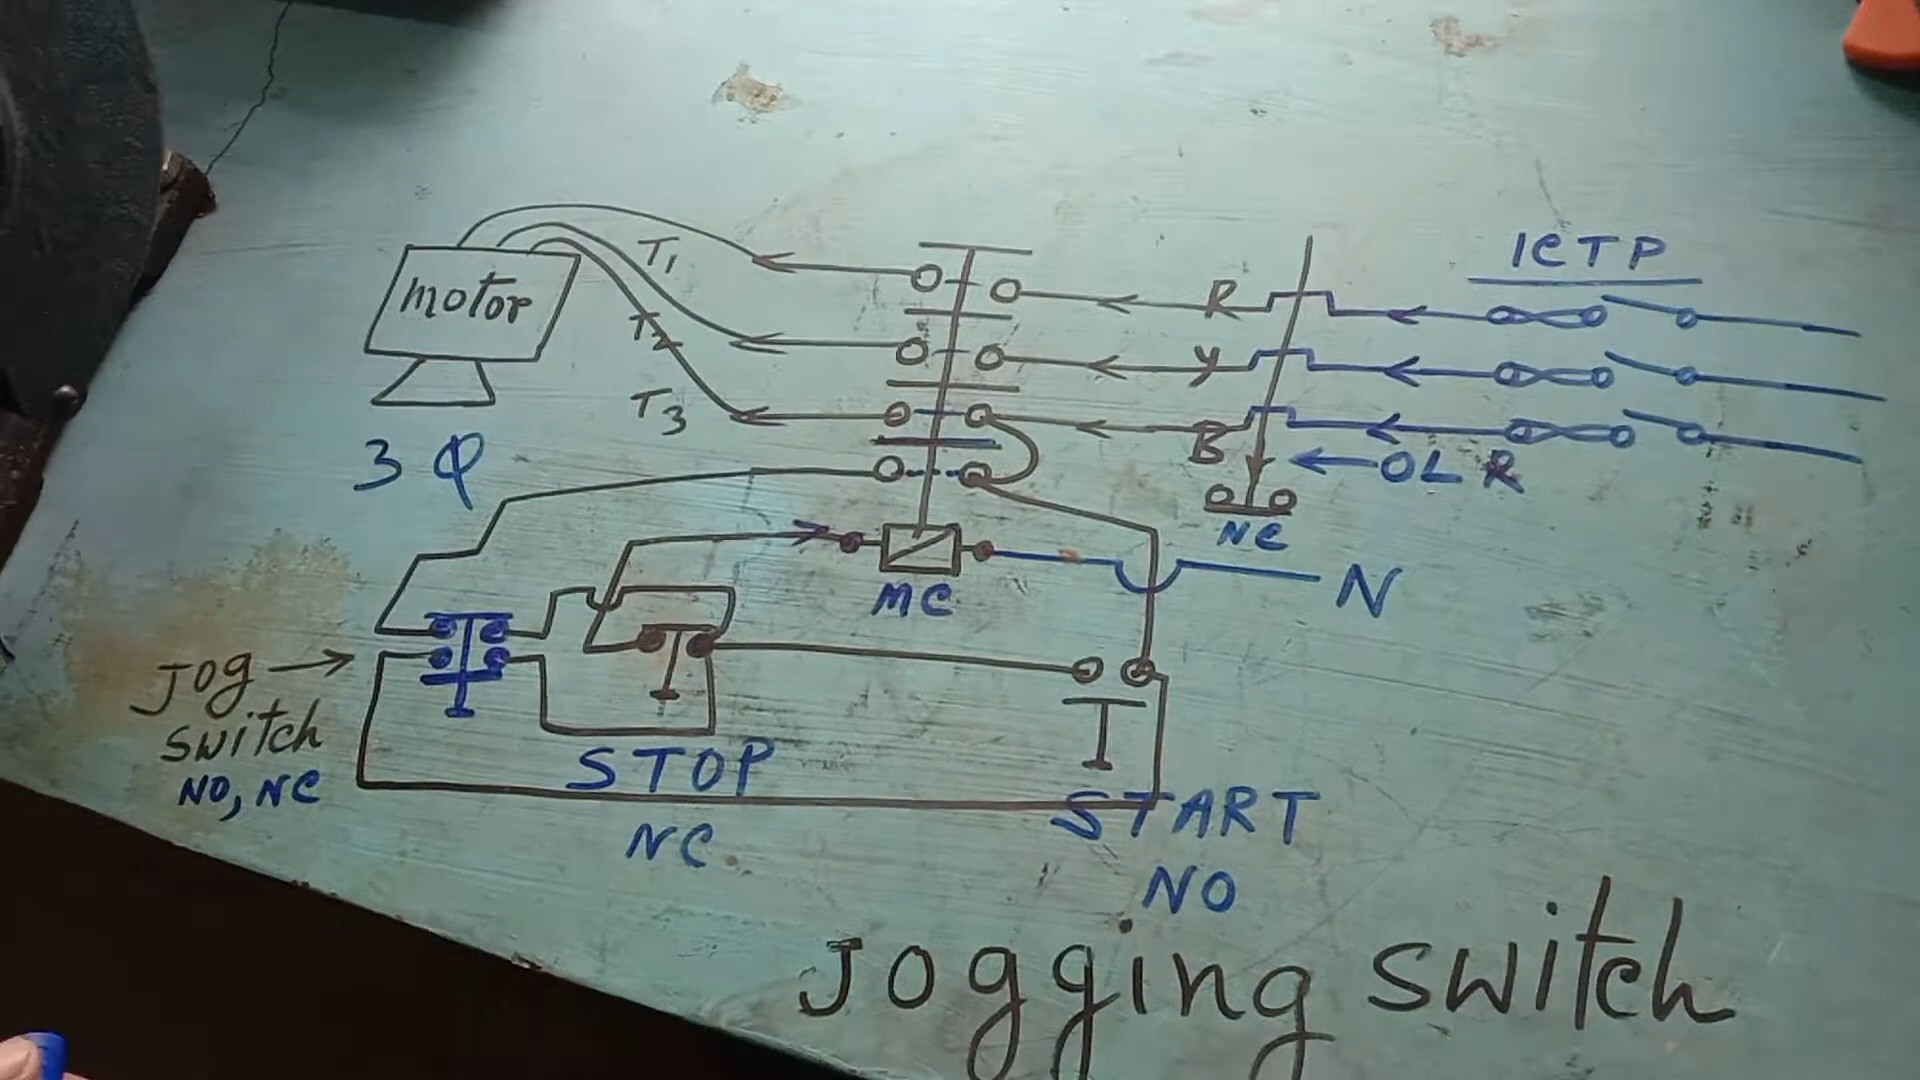 ICTP
T1
motor
R
T2
Y
T3
B
OLR
3 φ
NC
MC
N
Jog
switch
NO, NC
STOP
NC
START
NO
Jogging switch